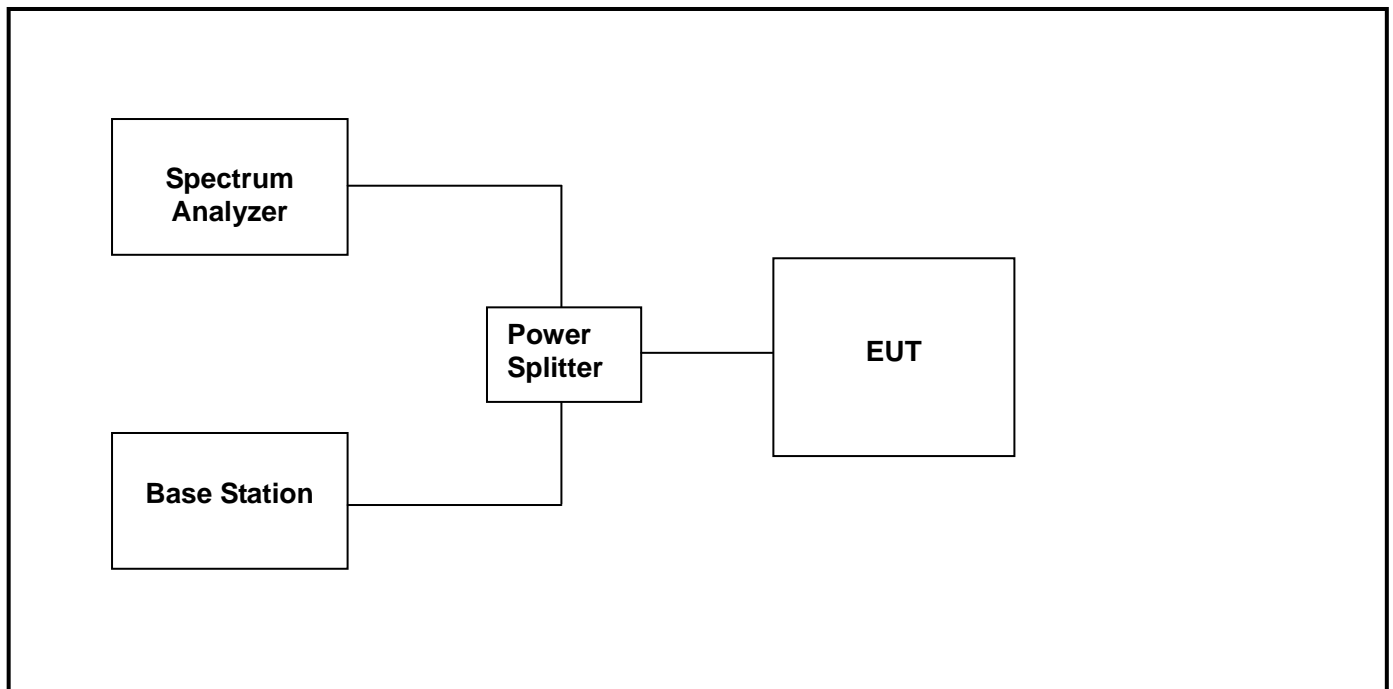 Spectrum
Analyzer
Power
Splitter
EUT
Base Station